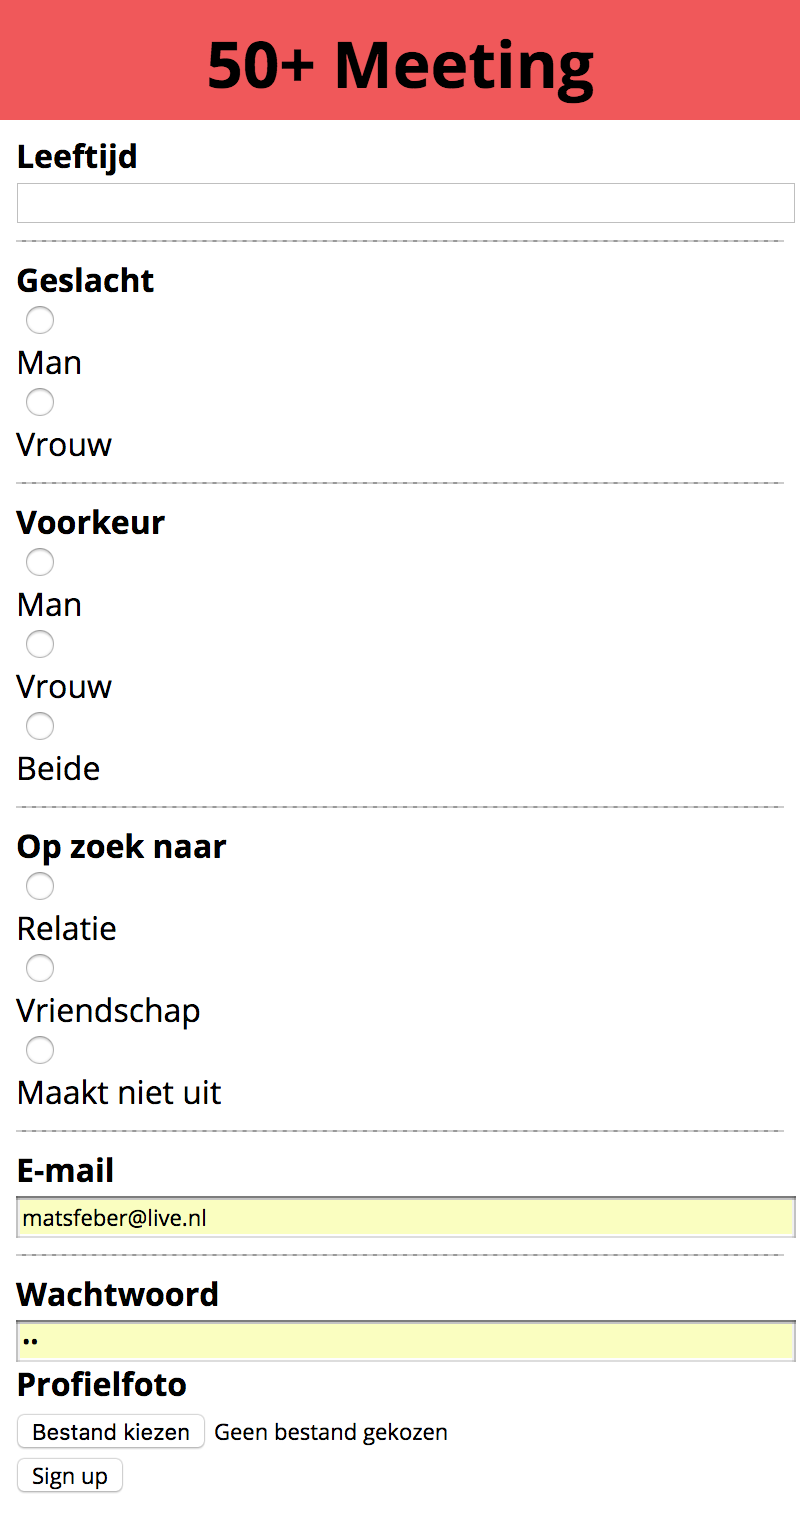 50+ Meeting
Leeftijd
Geslacht
Man
Vrouw
Voorkeur
Man
Vrouw
Beide
Op zoek naar
Relatie
Vriendschap
Maakt niet uit
E-mail
matsfeber@live.nl
Wachtwoord
••
Profielfoto
Bestand kiezen Geen bestand gekozen
Sign up